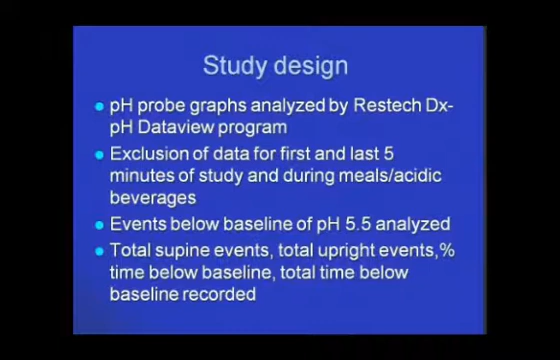 Study design
pH probe graphs analyzed by Restech Dx-
pH Dataview program
Exclusion of data for first and last 5
minutes of study and during meals/acidic
beverages
Events below baseline of pH 5.5 analyzed
Total supine events, total upright events,%
time below baseline, total time below
baseline recorded